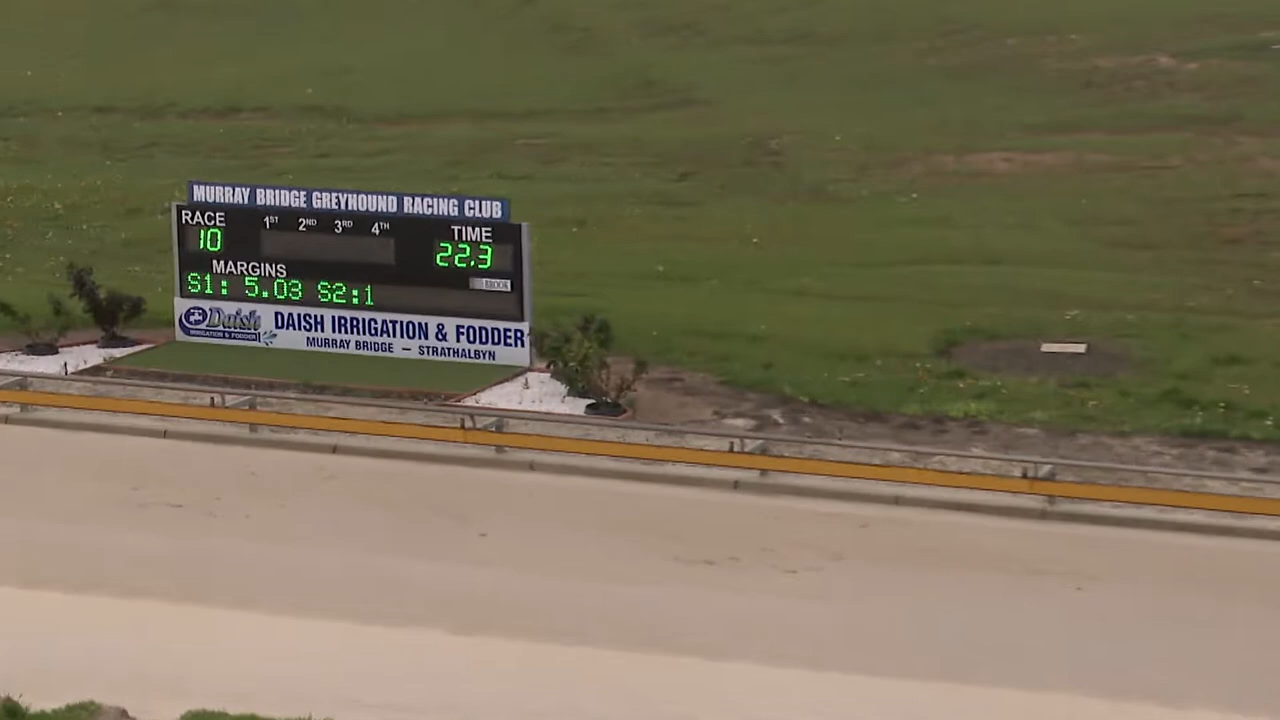 MURRAY BRIDGE GREYHOUND RACING CLUB
RACE 1ST 2ND 3RD 4TH TIME
10 22.3
MARGINS
S1: 5.03 S2:1
Daish
IRRIGATION & FODDER
DAISH IRRIGATION & FODDER
MURRAY BRIDGE — STRATHALBYN